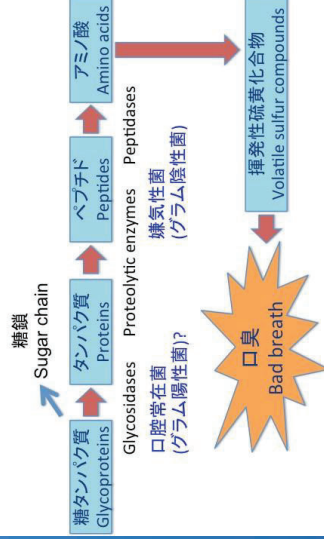 糖鎖
Sugar chain
糖タンパク質
Glycoproteins
タンパク質
Proteins
ペプチド
Peptides
アミノ酸
Amino acids
Glycosidases
Proteolytic enzymes
Peptidases
口腔常在菌
(グラム陽性菌)?
嫌気性菌
(グラム陰性菌)
口臭
Bad breath
揮発性硫黄化合物
Volatile sulfur compounds